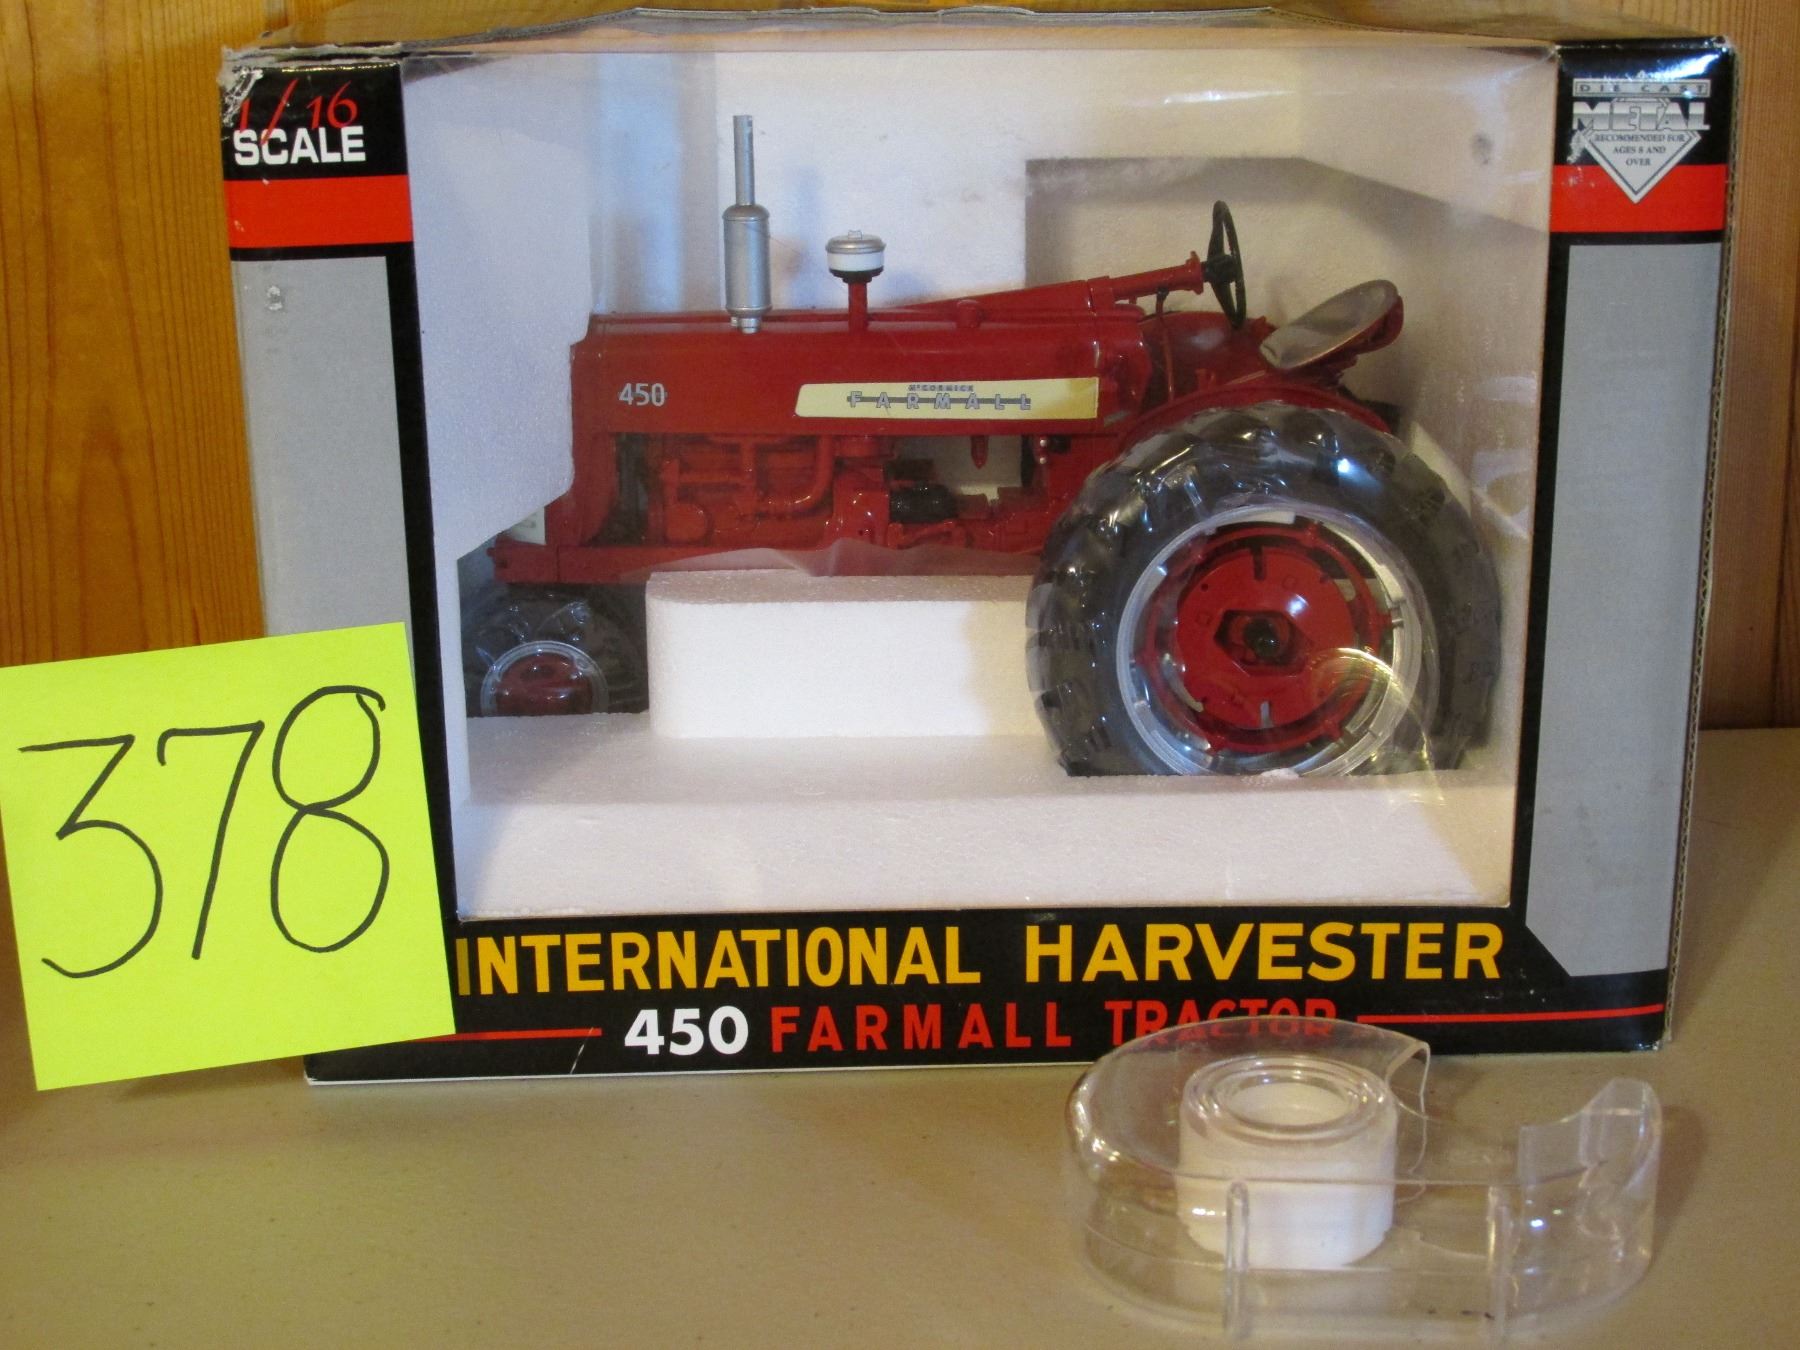 1/16
SCALE
DIE CAST
METAL
RECOMMENDED FOR
AGES 8 AND
OVER
450
McCORMICK
FARMALL
378
INTERNATIONAL HARVESTER
450 FARMALL TRACTOR